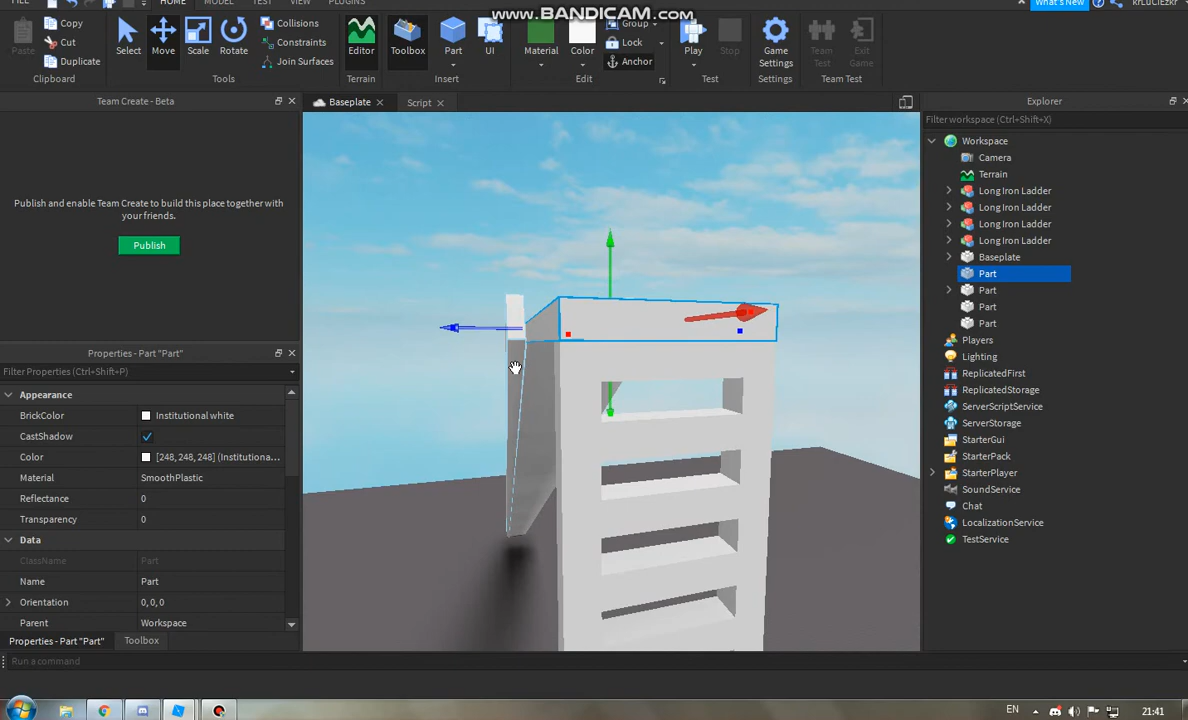 www.BANDICAM.com
FILE HOME MODEL TEST VIEW PLUGINS What's New krLUCIEzkr
Paste Copy Cut Duplicate
Select Move Scale Rotate Collisions Constraints Join Surfaces
Editor Toolbox Part UI Material Color Group Lock Anchor
Play Stop Game Settings Team Test Exit Game
Clipboard Tools Terrain Insert Edit Test Settings Team Test
Team Create - Beta
Publish and enable Team Create to build this place together with
your friends.
Publish
Baseplate Script
Explorer
Filter workspace (Ctrl+Shift+X)
Workspace
Camera
Terrain
Long Iron Ladder
Long Iron Ladder
Long Iron Ladder
Long Iron Ladder
Baseplate
Part
Part
Part
Part
Players
Lighting
ReplicatedFirst
ReplicatedStorage
ServerScriptService
ServerStorage
StarterGui
StarterPack
StarterPlayer
SoundService
Chat
LocalizationService
TestService
Properties - Part "Part"
Filter Properties (Ctrl+Shift+P)
Appearance
BrickColor Institutional white
CastShadow
Color [248, 248, 248] (Instituiona...
Material SmoothPlastic
Reflectance 0
Transparency 0
Data
ClassName Part
Name Part
Orientation 0, 0, 0
Parent Workspace
Properties - Part "Part" Toolbox
Run a command
EN 21:41